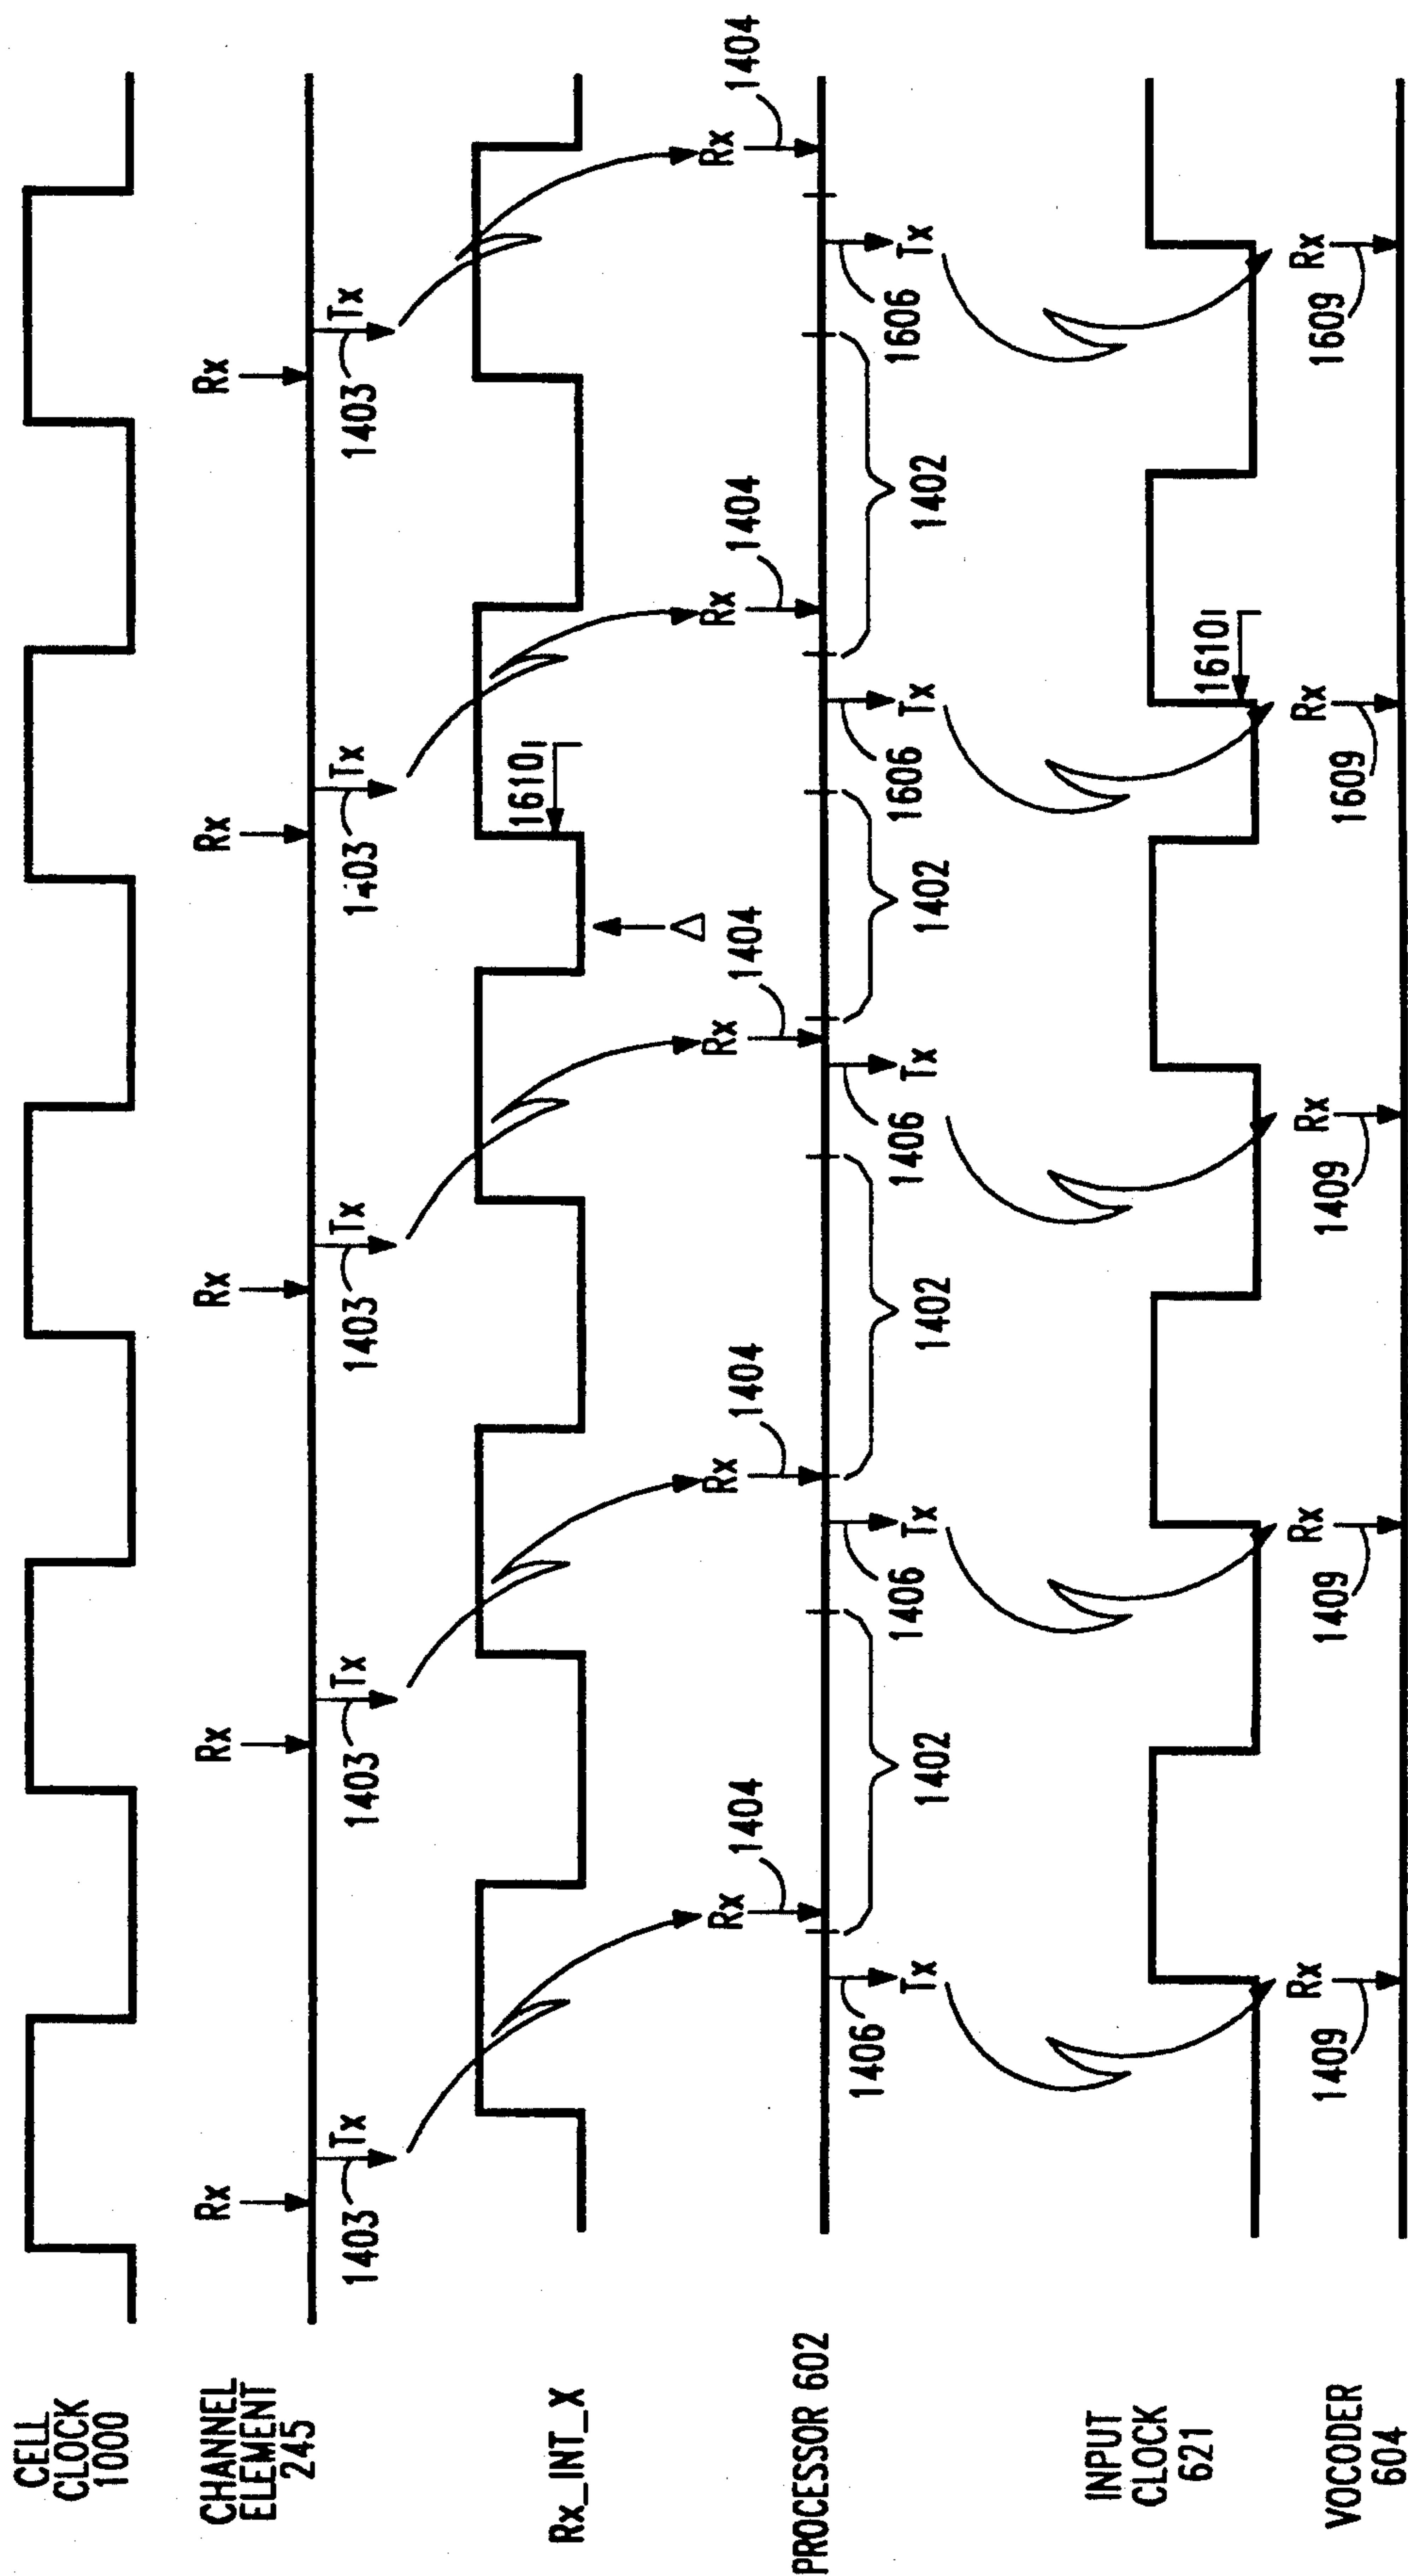 CELL
CLOCK
1000
CHANNEL
ELEMENT
245
Rx
Rx
Rx
Rx
Rx
1403
Tx
1403
Tx
1403
Tx
1403
Tx
1403
Tx
Rx_INT_X
1610
Δ
Rx
1404
Rx
1404
Rx
1404
Rx
1404
Rx
1404
PROCESSOR 602
1406
Tx
1402
1406
Tx
1402
1406
Tx
1402
1606
Tx
1402
1606
Tx
INPUT
CLOCK
621
1610
VOCODER
604
1409
Rx
1409
Rx
1409
Rx
1609
Rx
1609
Rx